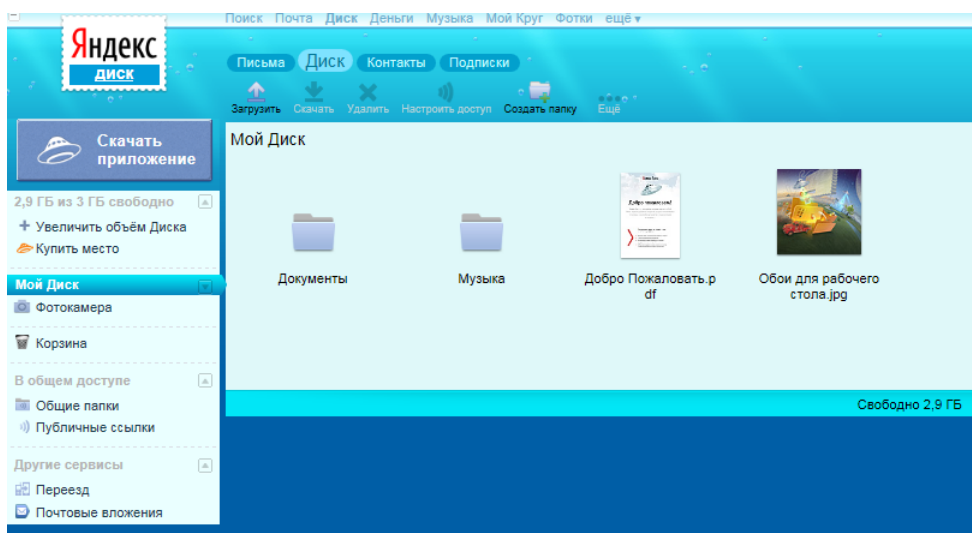 Поиск Почта Диск Деньги Музыка Мой Круг Фотки ещё
Яндекс
диск
Письма Диск Контакты Подписки
Загрузить Скачать Удалить Настроить доступ Создать папку Ещё
Скачать
приложение
Мой Диск
2,9 ГБ из 3 ГБ свободно
+ Увеличить объём Диска
Купить место
Мой Диск
Фотокамера
Корзина
В общем доступе
Общие папки
Публичные ссылки
Другие сервисы
Переезд
Почтовые вложения
Добро пожаловать!
Документы
Музыка
Добро Пожаловать.p
df
Обои для рабочего
стола.jpg
Свободно 2,9 ГБ